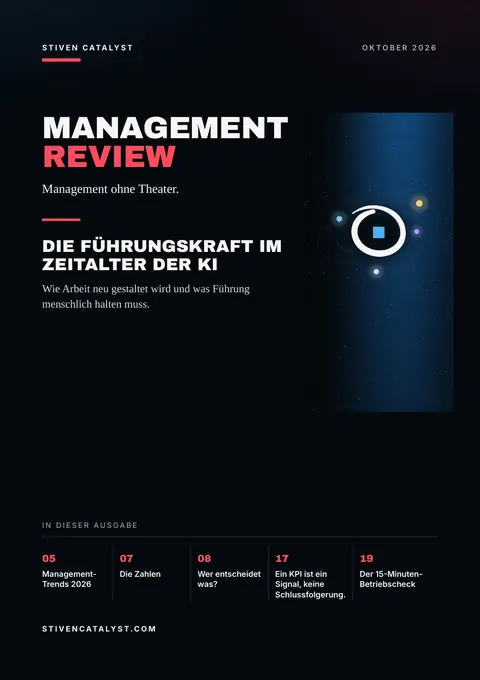 STIVEN CATALYST
OKTOBER 2026
MANAGEMENT
REVIEW
Management ohne Theater.
DIE FÜHRUNGSKRAFT IM
ZEITALTER DER KI
Wie Arbeit neu gestaltet wird und was Führung
menschlich halten muss.
IN DIESER AUSGABE
05
Management-
Trends 2026
07
Die Zahlen
08
Wer entscheidet
was?
17
Ein KPI ist ein
Signal, keine
Schlussfolgerung.
19
Der 15-Minuten-
Betriebscheck
STIVENCATALYST.COM